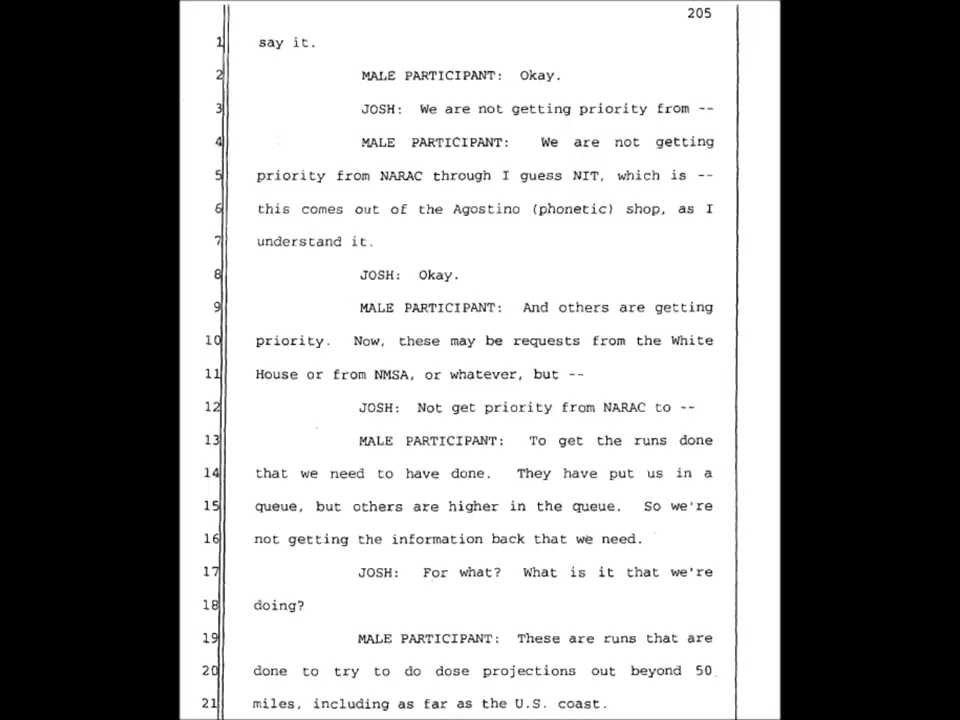 205
1 say it.
2 MALE PARTICIPANT: Okay.
3 JOSH: We are not getting priority from --
4 MALE PARTICIPANT: We are not getting
5 priority from NARAC through I guess NIT, which is --
6 this comes out of the Agostino (phonetic) shop, as I
7 understand it.
8 JOSH: Okay.
9 MALE PARTICIPANT: And others are getting
10 priority. Now, these may be requests from the White
11 House or from NMSA, or whatever, but --
12 JOSH: Not get priority from NARAC to --
13 MALE PARTICIPANT: To get the runs done
14 that we need to have done. They have put us in a
15 queue, but others are higher in the queue. So we're
16 not getting the information back that we need.
17 JOSH: For what? What is it that we're
18 doing?
19 MALE PARTICIPANT: These are runs that are
20 done to try to do dose projections out beyond 50
21 miles, including as far as the U.S. coast.